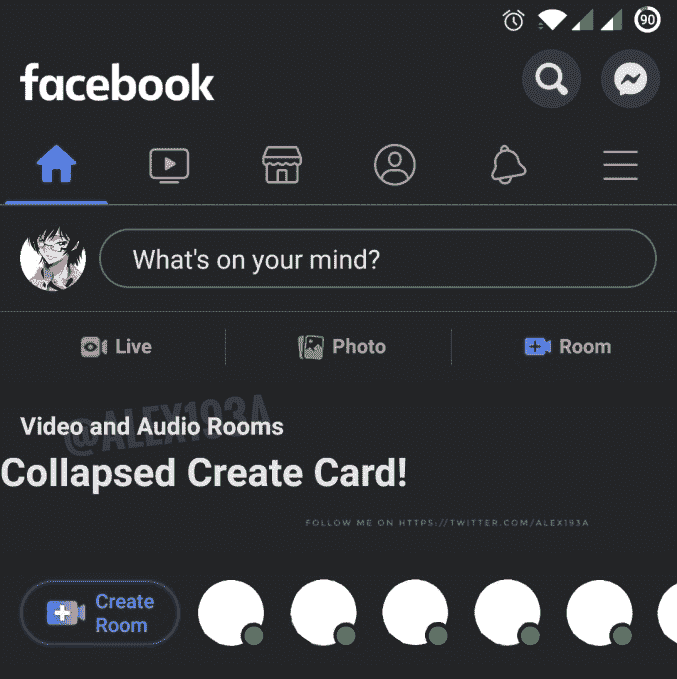 90
facebook
What's on your mind?
Live
Photo
Room
@ALEX193A
Video and Audio Rooms
Collapsed Create Card!
FOLLOW ME ON HTTPS://TWITTER.COM/ALEX193A
Create
Room